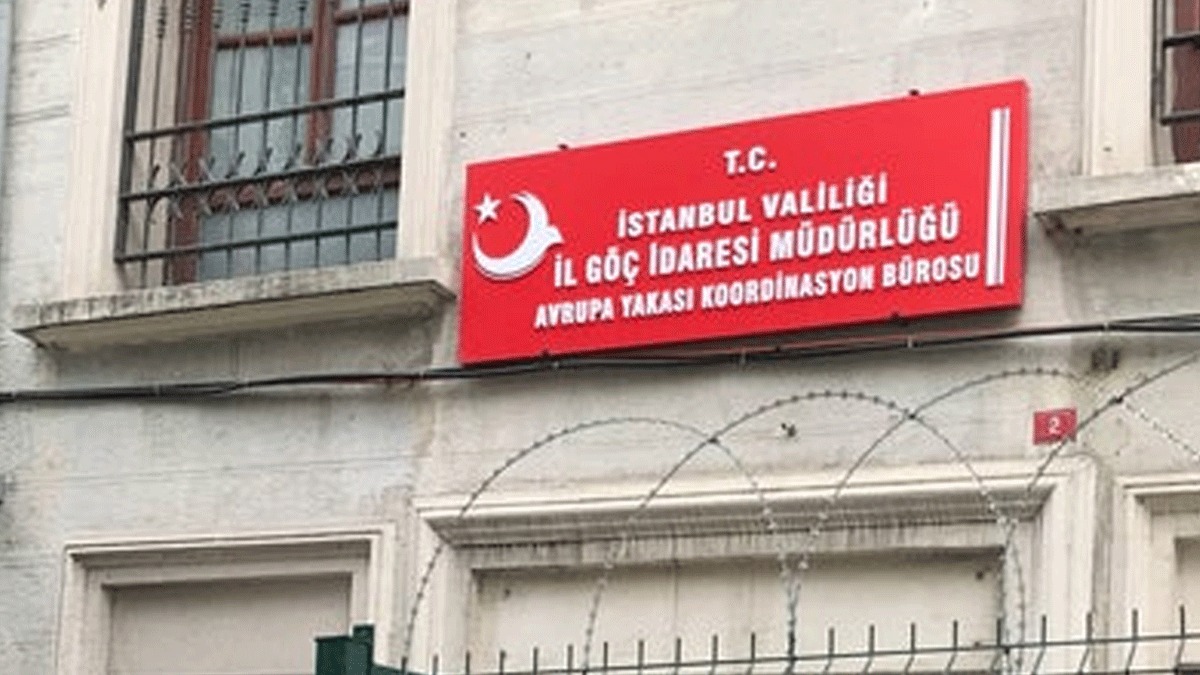 T.C.
İSTANBUL VALİLİĞİ
İL GÖÇ İDARESİ MÜDÜRLÜĞÜ
AVRUPA YAKASI KOORDİNASYON BÜROSU
2